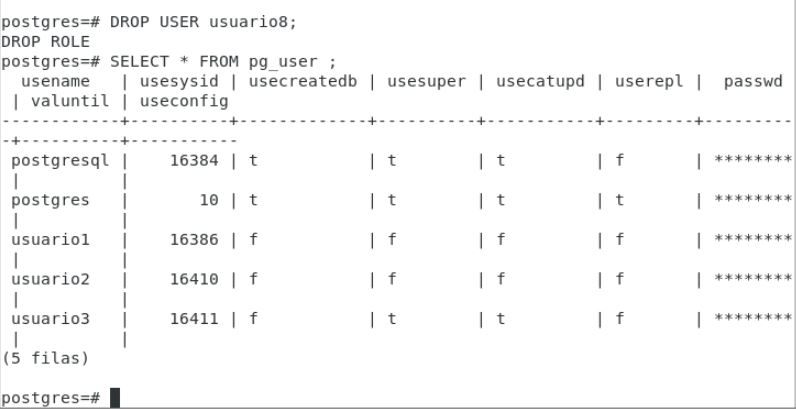 postgres=# DROP USER usuario8;
DROP ROLE
postgres=# SELECT * FROM pg_user ;
  usename   | usesysid | usecreatedb | usesuper | usecatupd | userepl |  passwd
 | valuntil | useconfig
------------+----------+-------------+----------+-----------+---------+---------
-+----------+-----------
 postgresql |    16384 | t           | t        | t         | f       | ********
 |          |
 postgres   |       10 | t           | t        | t         | t       | ********
 |          |
 usuario1   |    16386 | f           | f        | f         | f       | ********
 |          |
 usuario2   |    16410 | f           | f        | f         | f       | ********
 |          |
 usuario3   |    16411 | f           | t        | t         | f       | ********
 |          |
(5 filas)
postgres=#